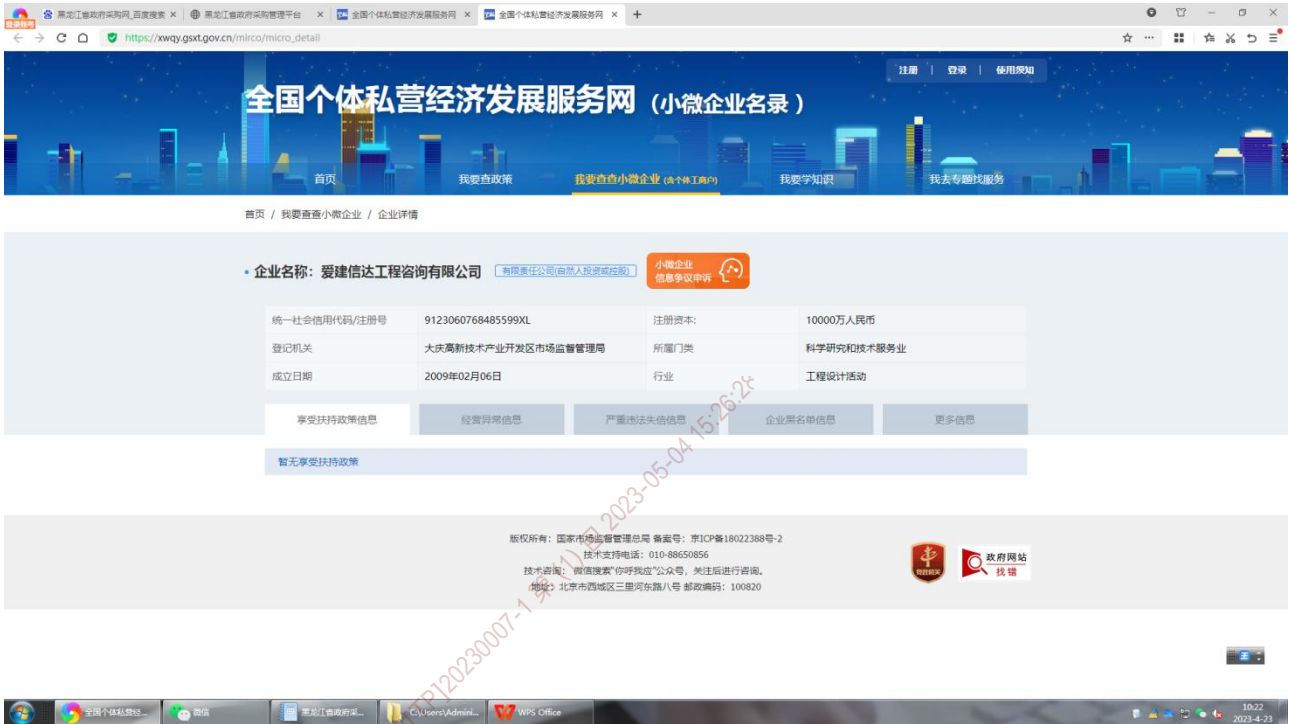 登录帐号
黑龙江省政府采购网_百度搜索 ×
黑龙江省政府采购管理平台 ×
全国个体私营经济发展服务网 ×
全国个体私营经济发展服务网 × +
https://xwqy.gsxt.gov.cn/mirco/micro_detail
注册 | 登录 | 使用须知
全国个体私营经济发展服务网 (小微企业名录)
首页 我要查政策 我要查查小微企业 (含个体工商户) 我要学知识 我去专题找服务
首页 / 我要查查小微企业 / 企业详情
企业名称: 爱建信达工程咨询有限公司 有限责任公司(自然人投资或控股)
小微企业
信息争议申诉
统一社会信用代码/注册号 9123060768485599XL 注册资本: 10000万人民币
登记机关 大庆高新技术产业开发区市场监督管理局 所属门类 科学研究和技术服务业
成立日期 2009年02月06日 行业 工程设计活动
享受扶持政策信息 经营异常信息 严重违法失信信息 企业黑名单信息 更多信息
暂无享受扶持政策
版权所有: 国家市场监督管理总局 备案号: 京ICP备18022388号-2
技术支持电话: 010-88650856
技术咨询: 微信搜索"你呼我应"公众号, 关注后进行咨询。
地址: 北京市西城区三里河东路八号 邮政编码: 100820
党政机关
政府网站
找错
20230007-1 第(1)包 2023-05-04 15:26:28
全国个体私营经...
微信
黑龙江省政府采...
C:\Users\Admini...
WPS Office
10:22
2023-4-23